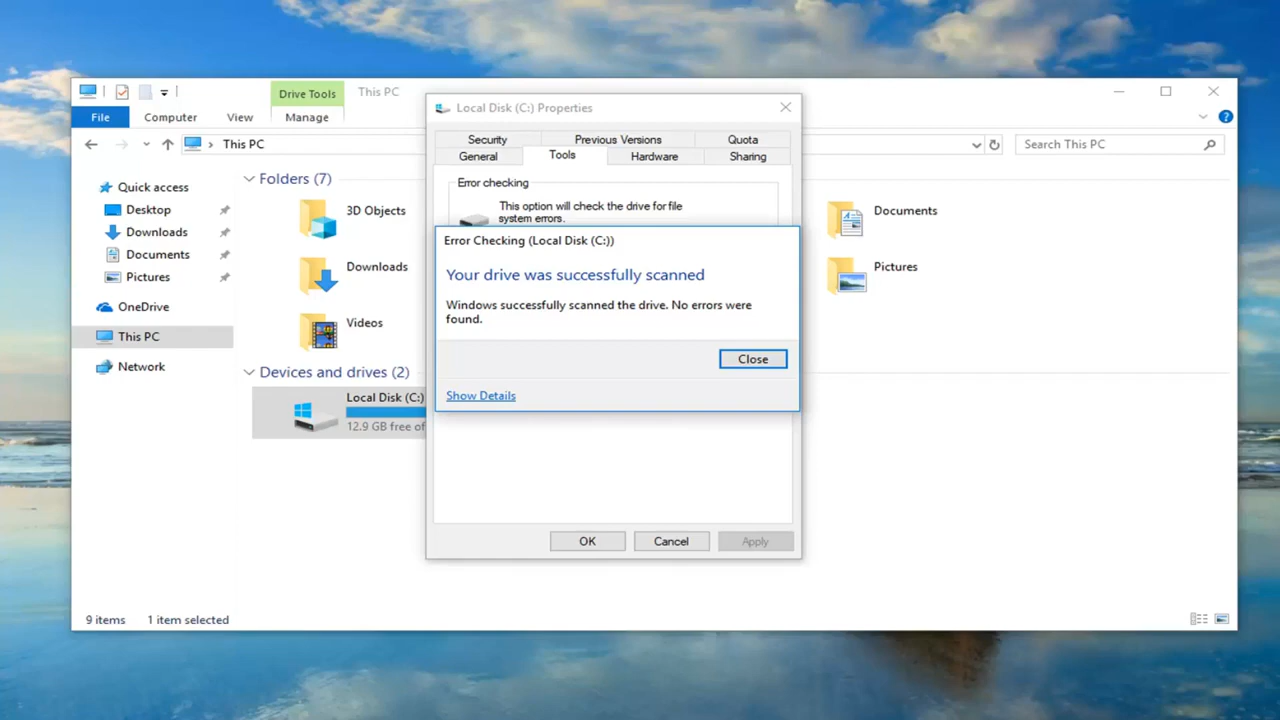 Drive Tools
This PC
File
Computer
View
Manage
This PC
Search This PC
Quick access
Desktop
Downloads
Documents
Pictures
OneDrive
This PC
Network
Folders (7)
3D Objects
Downloads
Videos
Documents
Pictures
Devices and drives (2)
Local Disk (C:)
12.9 GB free of
9 items
1 item selected
Local Disk (C:) Properties
Security
Previous Versions
Quota
General
Tools
Hardware
Sharing
Error checking
This option will check the drive for file
system errors.
Error Checking (Local Disk (C:))
Your drive was successfully scanned
Windows successfully scanned the drive. No errors were
found.
Close
Show Details
OK
Cancel
Apply